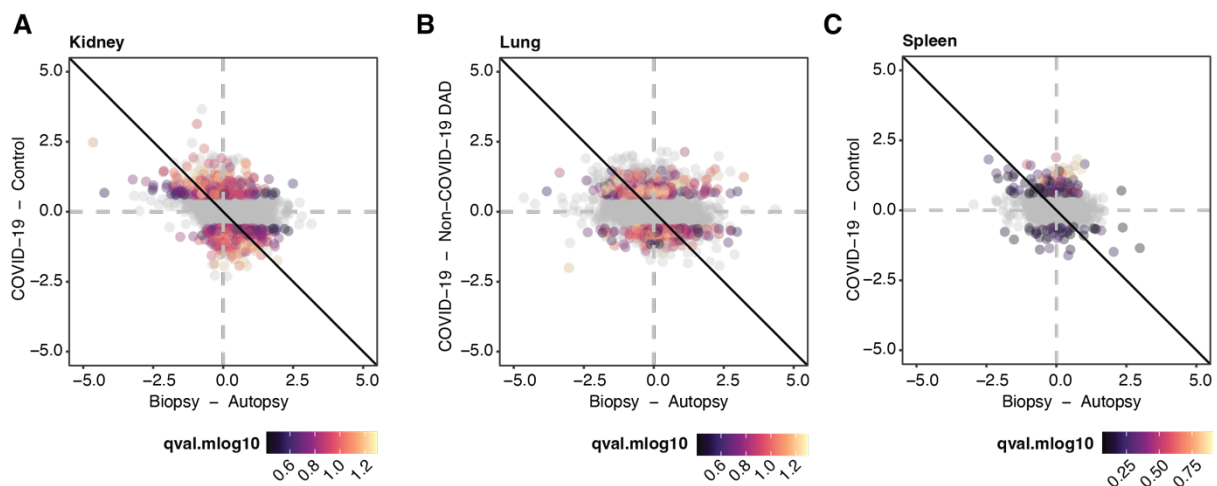 A
Kidney
COVID−19 − Control
5.0
2.5
0.0
−2.5
−5.0
−5.0 −2.5 0.0 2.5 5.0
Biopsy − Autopsy
qval.mlog10
0.6 0.8 1.0 1.2
B
Lung
COVID−19 − Non−COVID−19 DAD
5.0
2.5
0.0
−2.5
−5.0
−5.0 −2.5 0.0 2.5 5.0
Biopsy − Autopsy
qval.mlog10
0.6 0.8 1.0 1.2
C
Spleen
COVID−19 − Control
5.0
2.5
0.0
−2.5
−5.0
−5.0 −2.5 0.0 2.5 5.0
Biopsy − Autopsy
qval.mlog10
0.25 0.50 0.75